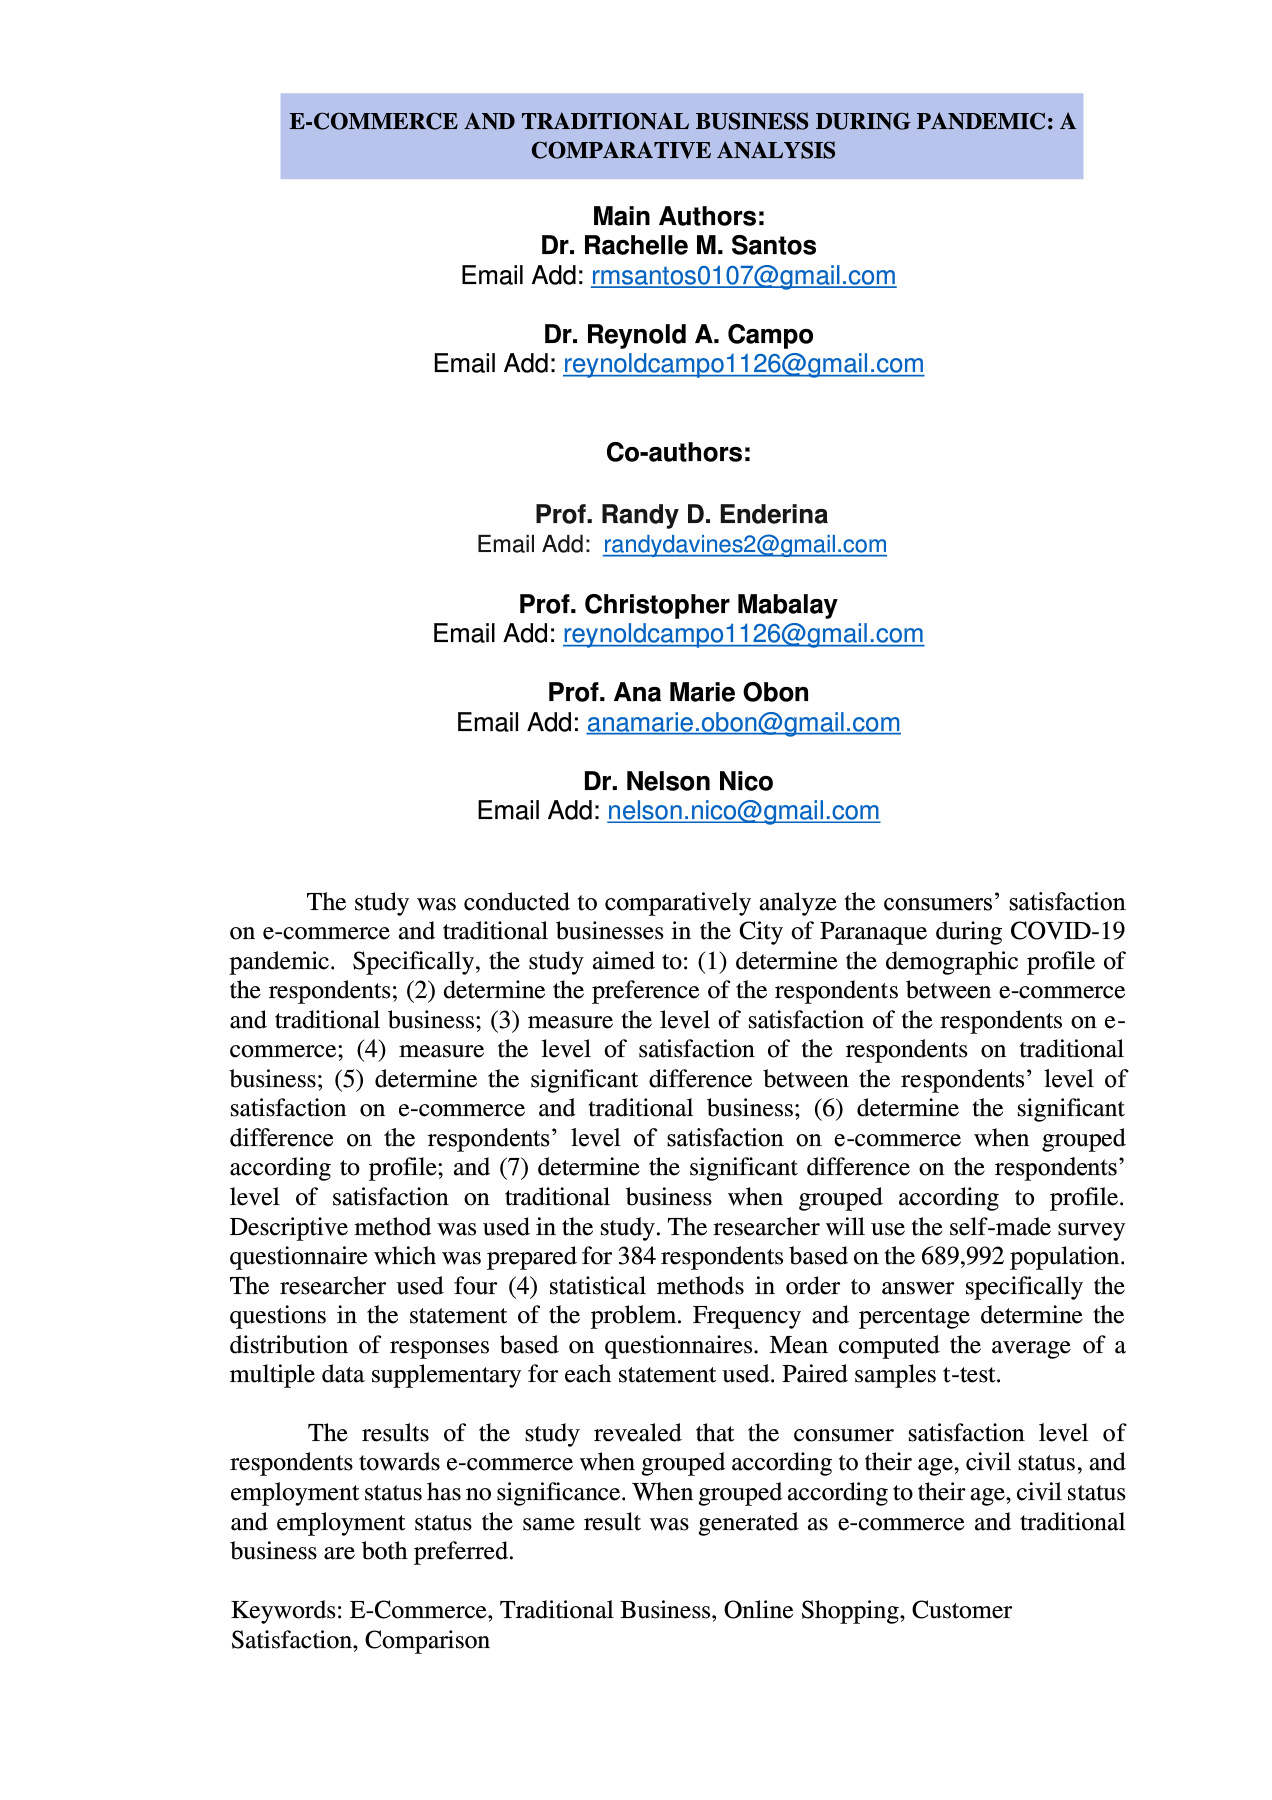 E-COMMERCE AND TRADITIONAL BUSINESS DURING PANDEMIC: A
COMPARATIVE ANALYSIS
Main Authors:
Dr. Rachelle M. Santos
Email Add: rmsantos0107@gmail.com
Dr. Reynold A. Campo
Email Add: reynoldcampo1126@gmail.com
Co-authors:
Prof. Randy D. Enderina
Email Add:  randydavines2@gmail.com
Prof. Christopher Mabalay
Email Add: reynoldcampo1126@gmail.com
Prof. Ana Marie Obon
Email Add: anamarie.obon@gmail.com
Dr. Nelson Nico
Email Add: nelson.nico@gmail.com
The study was conducted to comparatively analyze the consumers’ satisfaction
on e-commerce and traditional businesses in the City of Paranaque during COVID-19
pandemic.  Specifically, the study aimed to: (1) determine the demographic profile of
the respondents; (2) determine the preference of the respondents between e-commerce
and traditional business; (3) measure the level of satisfaction of the respondents on e-
commerce; (4) measure the level of satisfaction of the respondents on traditional
business; (5) determine the significant difference between the respondents’ level of
satisfaction on e-commerce and traditional business; (6) determine the significant
difference on the respondents’ level of satisfaction on e-commerce when grouped
according to profile; and (7) determine the significant difference on the respondents’
level of satisfaction on traditional business when grouped according to profile.
Descriptive method was used in the study. The researcher will use the self-made survey
questionnaire which was prepared for 384 respondents based on the 689,992 population.
The researcher used four (4) statistical methods in order to answer specifically the
questions in the statement of the problem. Frequency and percentage determine the
distribution of responses based on questionnaires. Mean computed the average of a
multiple data supplementary for each statement used. Paired samples t-test.
The results of the study revealed that the consumer satisfaction level of
respondents towards e-commerce when grouped according to their age, civil status, and
employment status has no significance. When grouped according to their age, civil status
and employment status the same result was generated as e-commerce and traditional
business are both preferred.
Keywords: E-Commerce, Traditional Business, Online Shopping, Customer
Satisfaction, Comparison